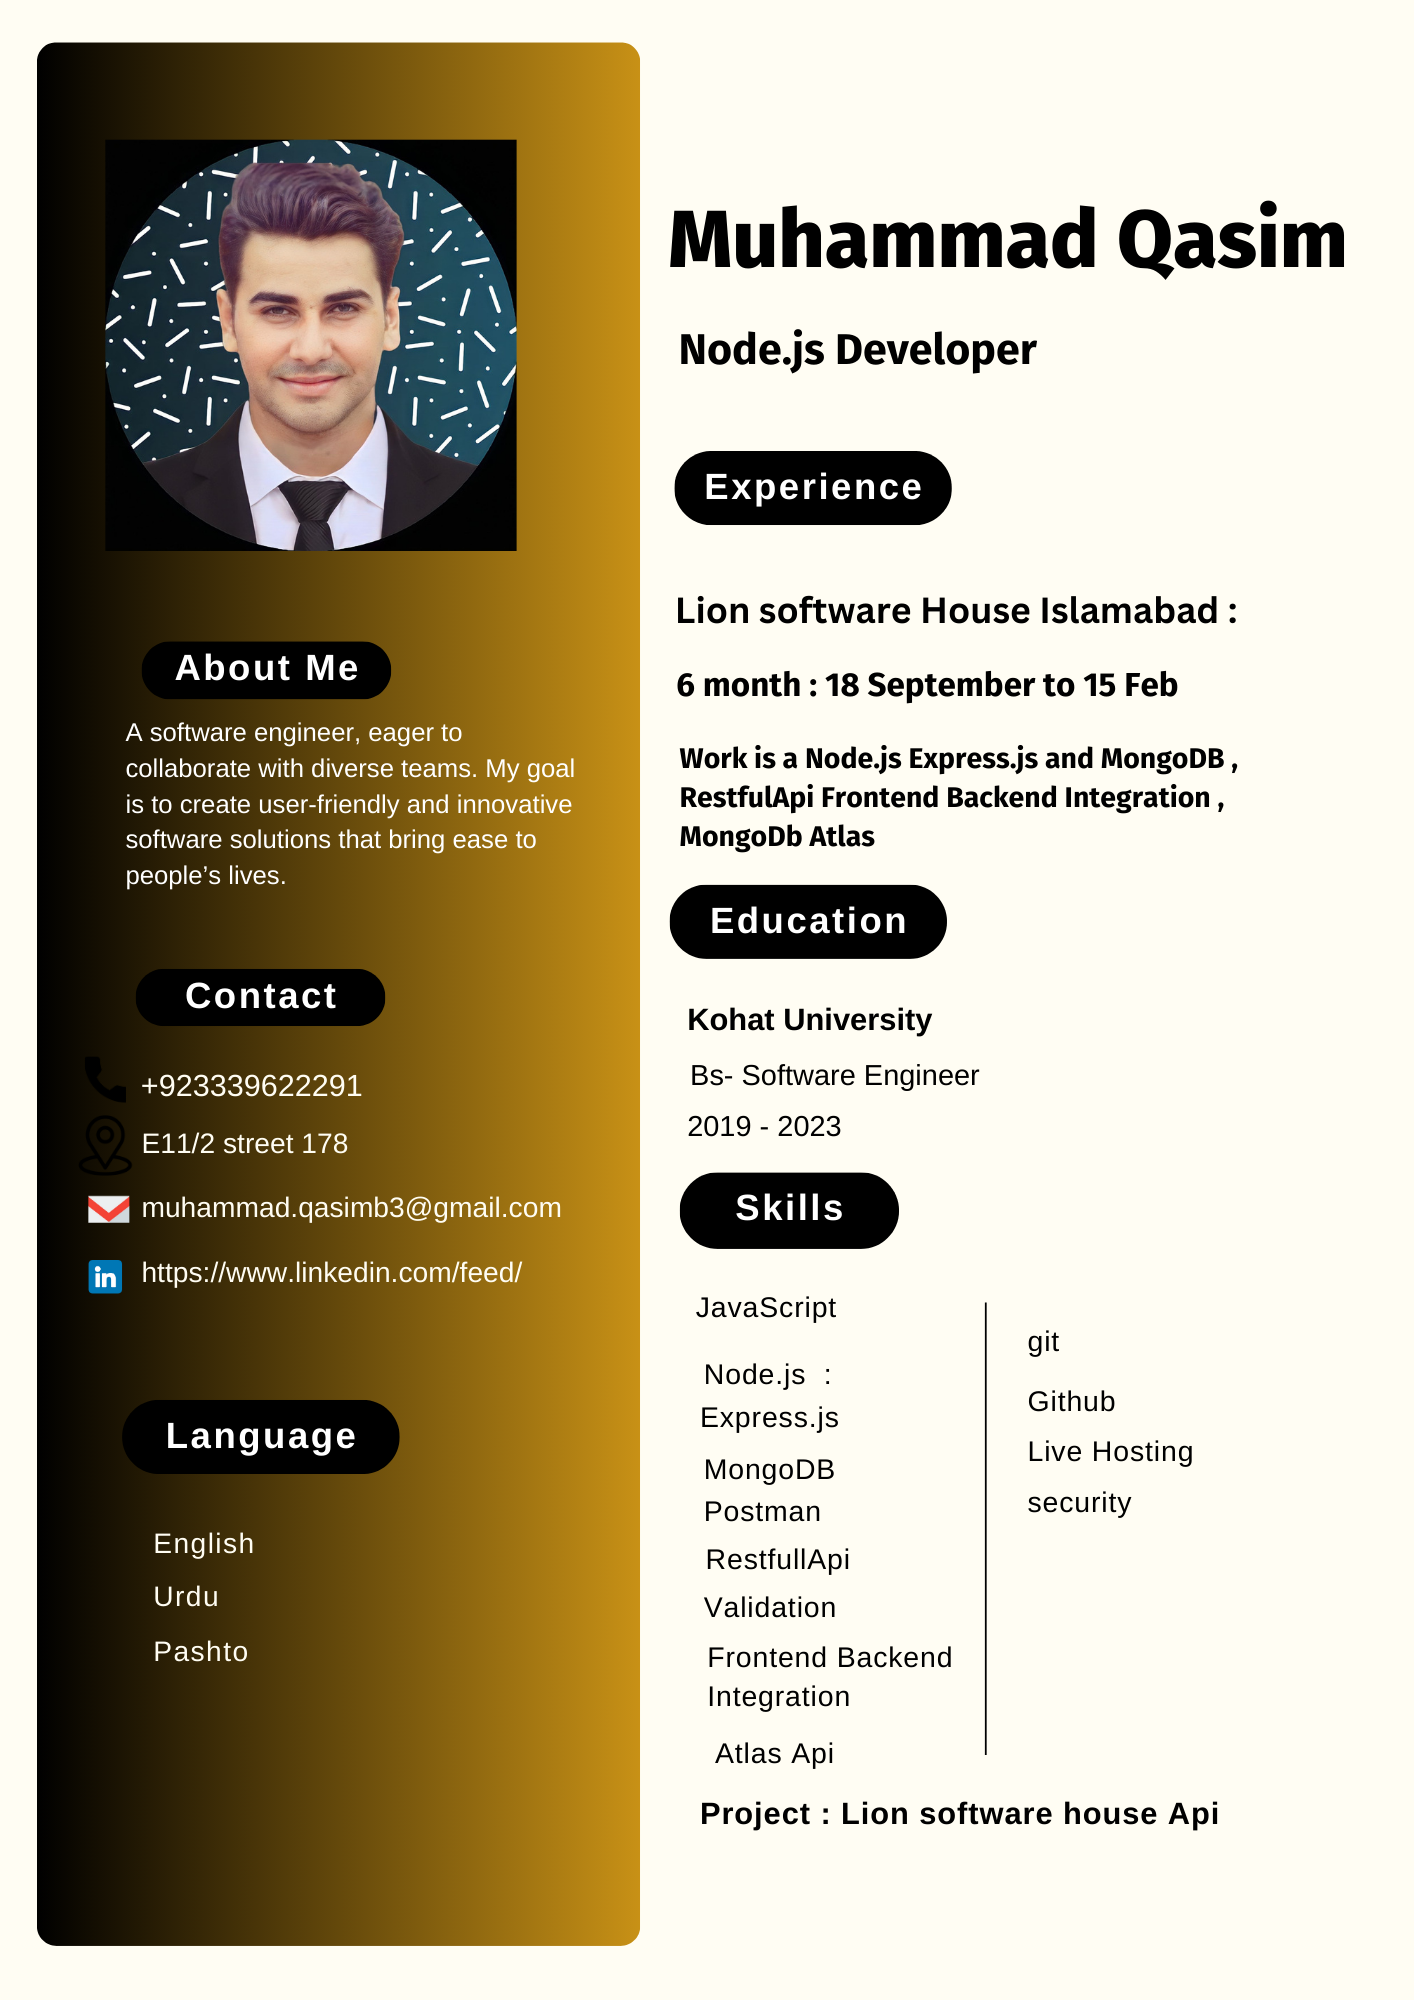 Muhammad Qasim
Node.js Developer
Experience
Lion software House Islamabad :
6 month : 18 September to 15 Feb
Work is a Node.js Express.js and MongoDB ,
RestfulApi Frontend Backend Integration ,
MongoDb Atlas
Education
Kohat University
Bs- Software Engineer
2019 - 2023
Skills
JavaScript
Node.js  :
Express.js
MongoDB
Postman
RestfullApi
Validation
Frontend Backend
Integration
Atlas Api
git
Github
Live Hosting
security
Project : Lion software house Api
About Me
A software engineer, eager to
collaborate with diverse teams. My goal
is to create user-friendly and innovative
software solutions that bring ease to
people’s lives.
Contact
+923339622291
E11/2 street 178
muhammad.qasimb3@gmail.com
in
https://www.linkedin.com/feed/
Language
English
Urdu
Pashto